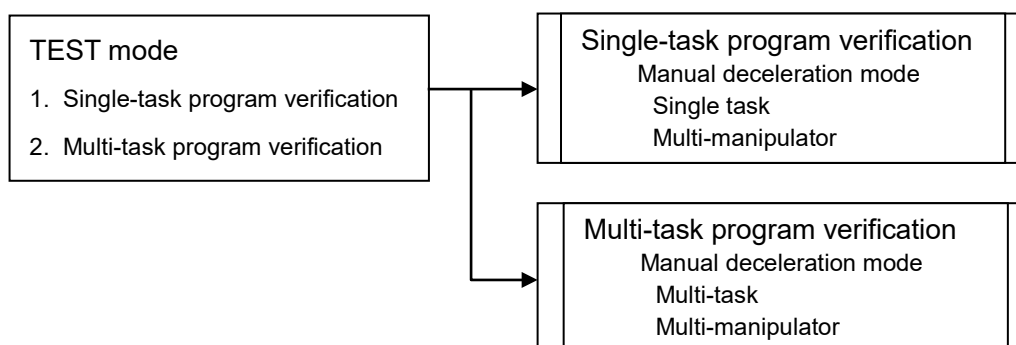 TEST mode
1. Single-task program verification
2. Multi-task program verification
Single-task program verification
Manual deceleration mode
Single task
Multi-manipulator
Multi-task program verification
Manual deceleration mode
Multi-task
Multi-manipulator